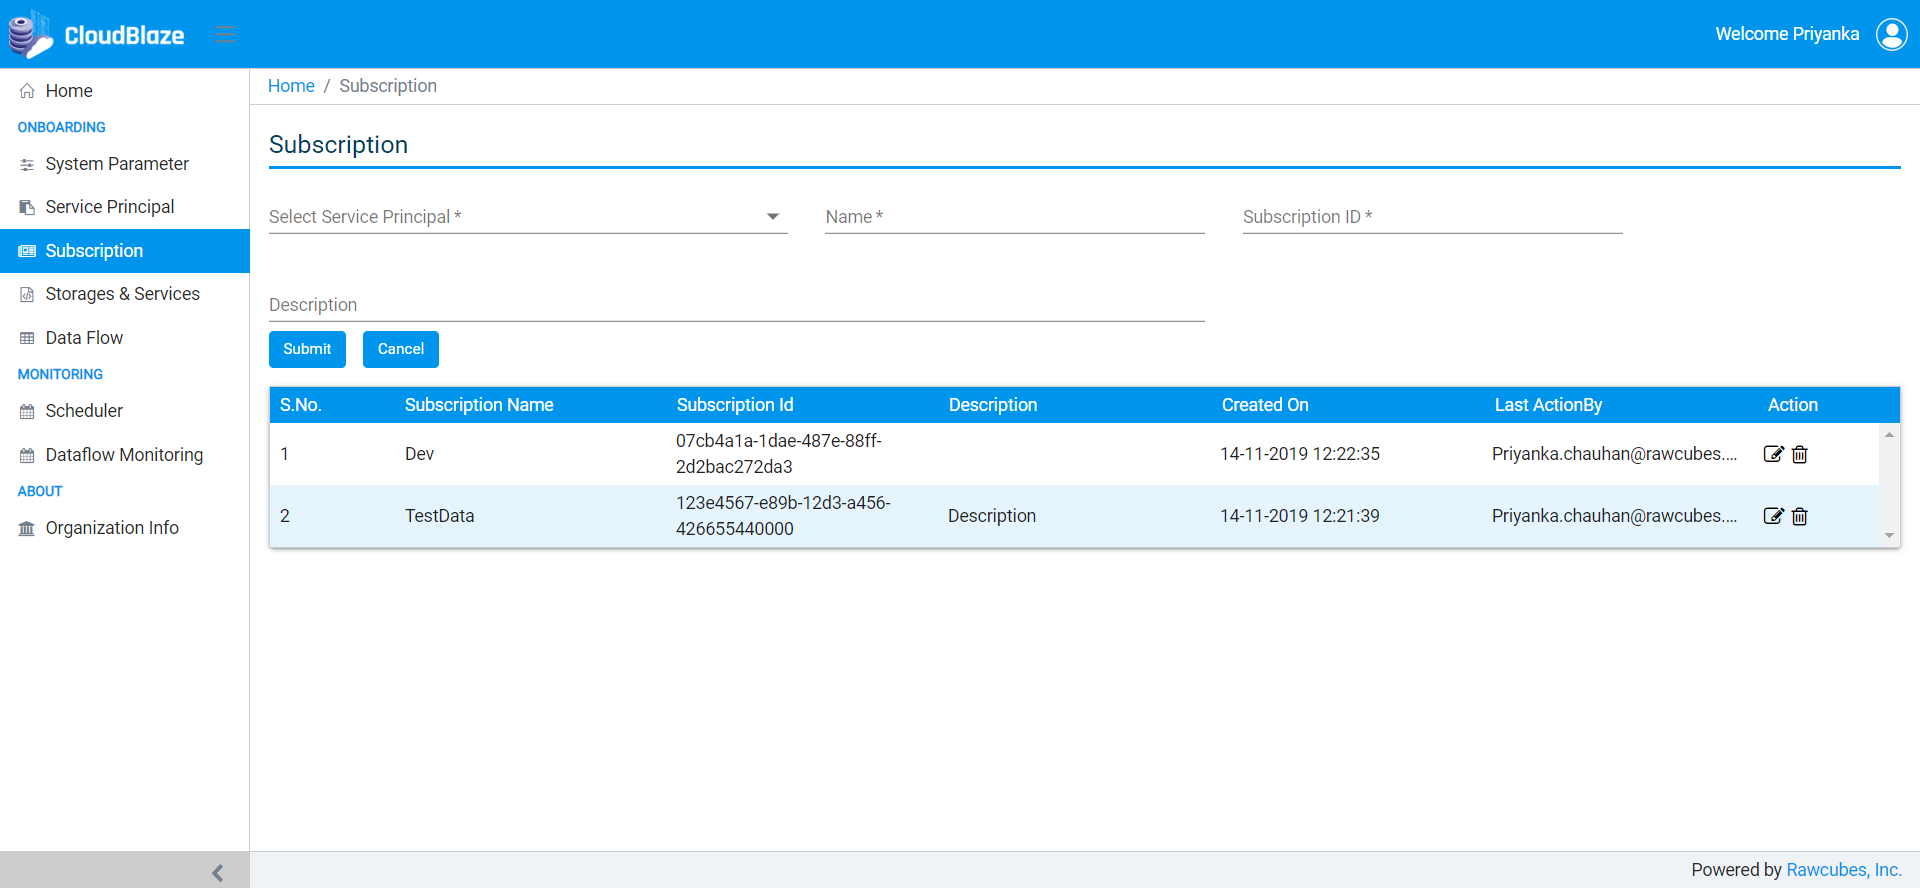 CloudBlaze
Welcome Priyanka
Home
ONBOARDING
System Parameter
Service Principal
Subscription
Storages & Services
Data Flow
MONITORING
Scheduler
Dataflow Monitoring
ABOUT
Organization Info
Home / Subscription
Subscription
Select Service Principal *
Name *
Subscription ID *
Description
Submit
Cancel
S.No. Subscription Name Subscription Id Description Created On Last ActionBy Action
1 Dev 07cb4a1a-1dae-487e-88ff-
2d2bac272da3 14-11-2019 12:22:35 Priyanka.chauhan@rawcubes....
2 TestData 123e4567-e89b-12d3-a456-
426655440000 Description 14-11-2019 12:21:39 Priyanka.chauhan@rawcubes....
Powered by Rawcubes, Inc.